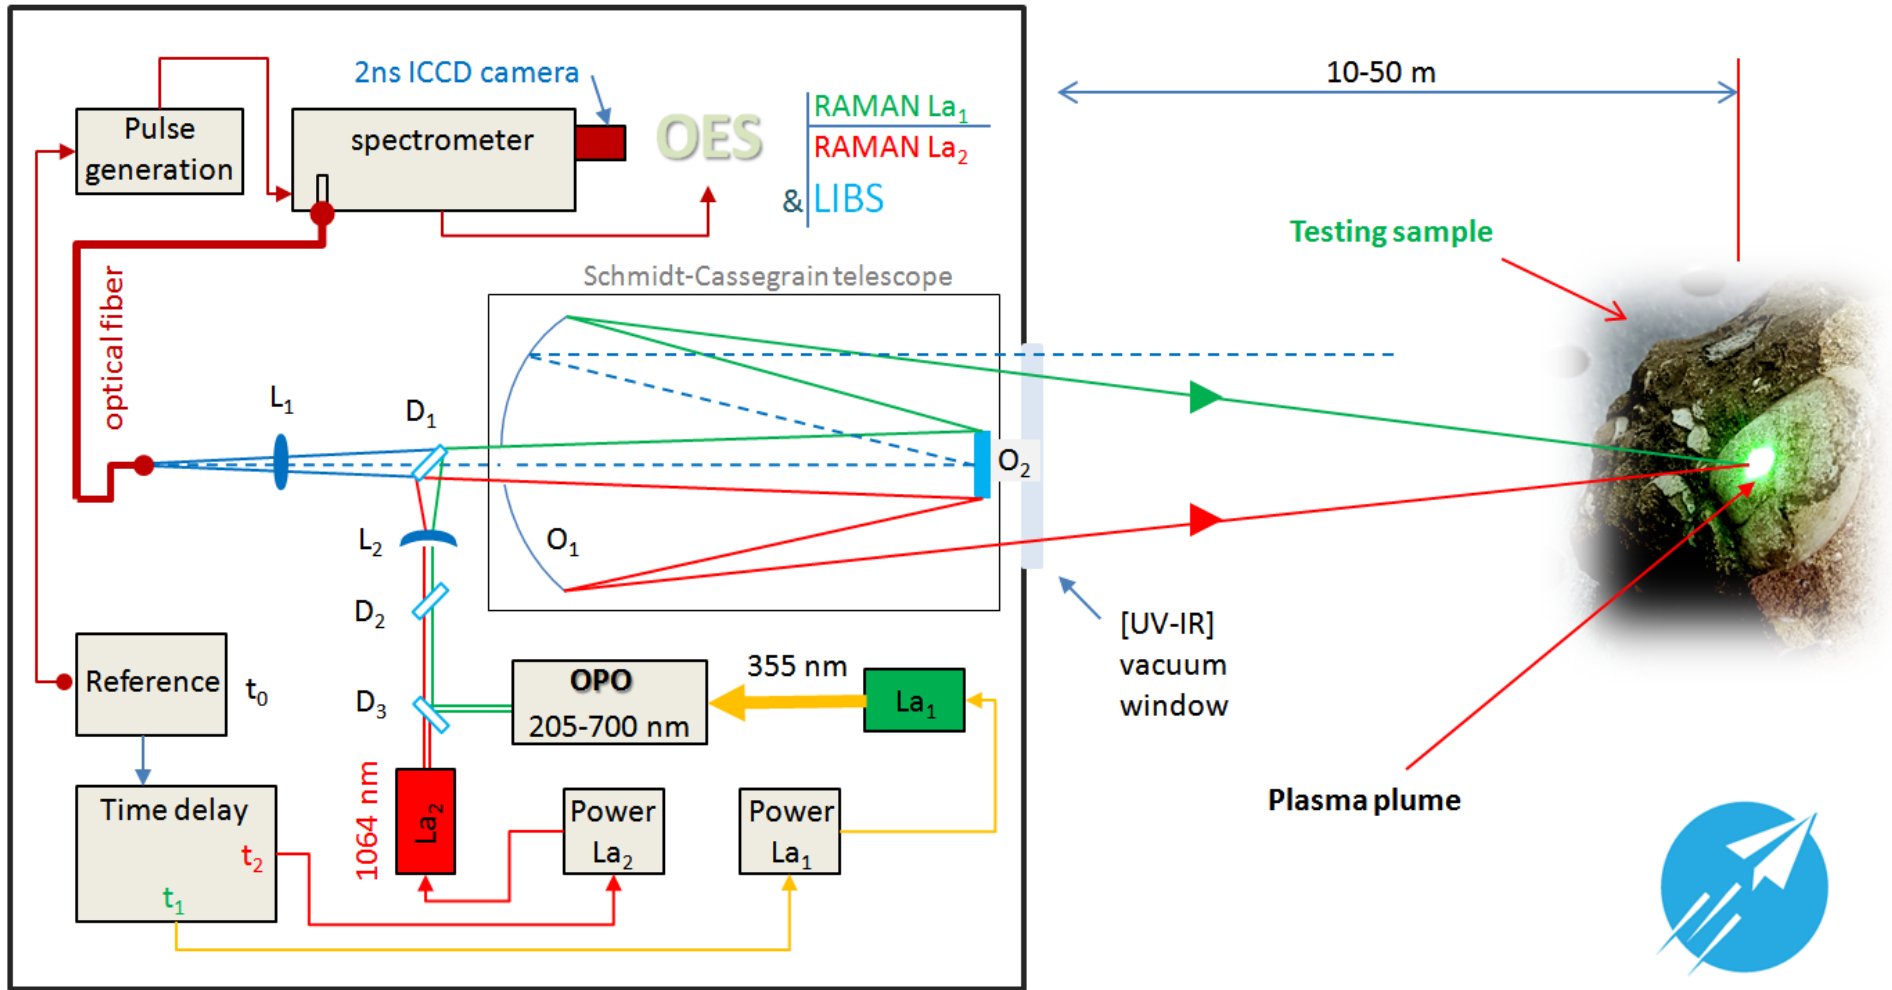 2ns ICCD camera
10-50 m
Pulse
generation
spectrometer
OES
RAMAN La₁
RAMAN La₂
& LIBS
Testing sample
Schmidt-Cassegrain telescope
optical fiber
L₁
D₁
O₂
L₂
O₁
D₂
[UV-IR]
vacuum
window
Reference
t₀
D₃
OPO
205-700 nm
355 nm
La₁
1064 nm
La₂
Time delay
t₂
t₁
Power
La₂
Power
La₁
Plasma plume